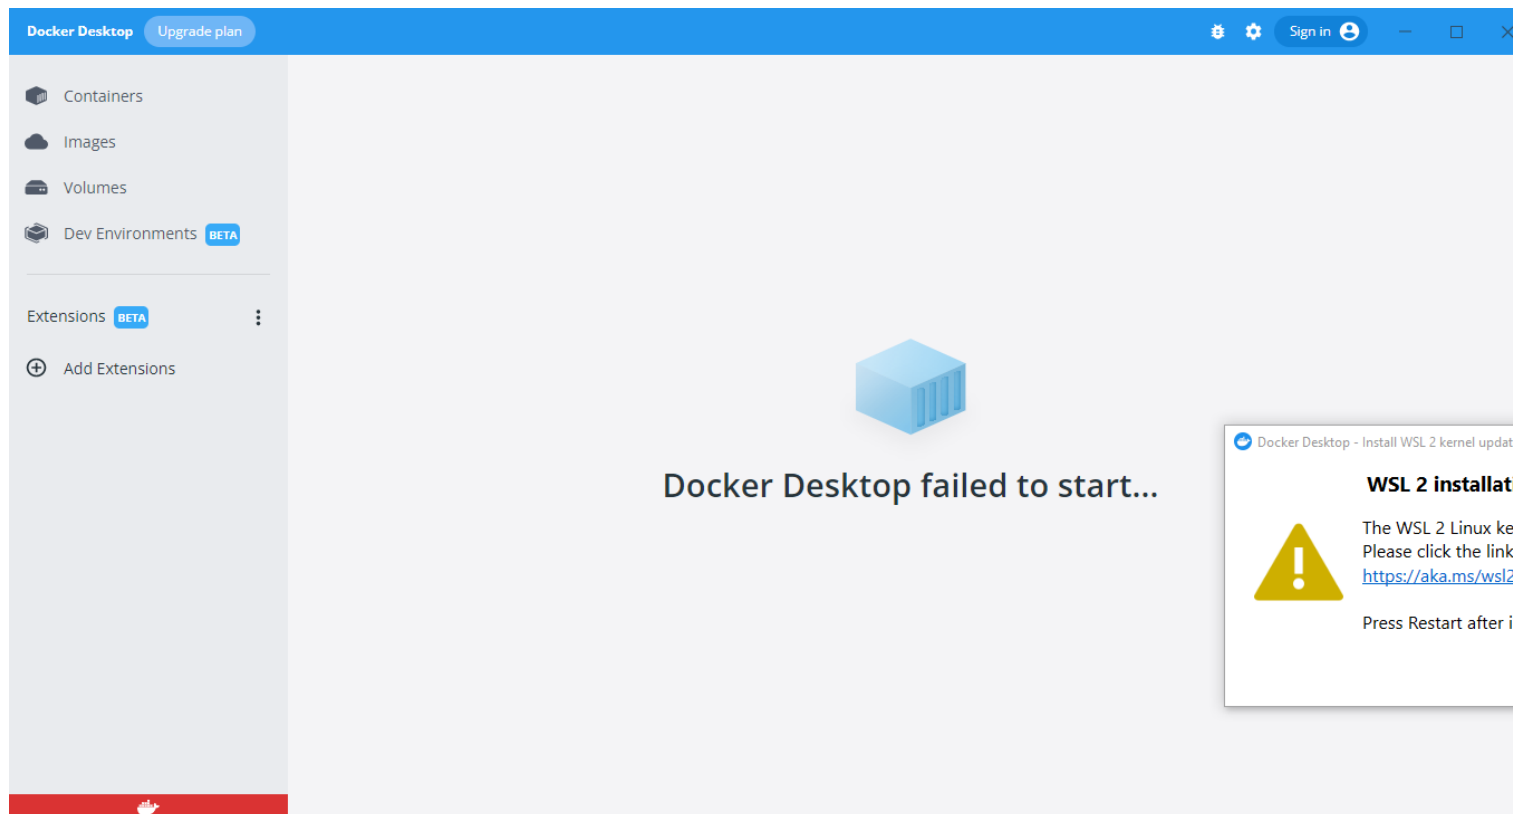 Docker Desktop Upgrade plan Sign in
Containers
Images
Volumes
Dev Environments BETA
Extensions BETA
Add Extensions
Docker Desktop failed to start...
Docker Desktop - Install WSL 2 kernel updat
WSL 2 installati
The WSL 2 Linux ke
Please click the link
https://aka.ms/wsl2
Press Restart after i